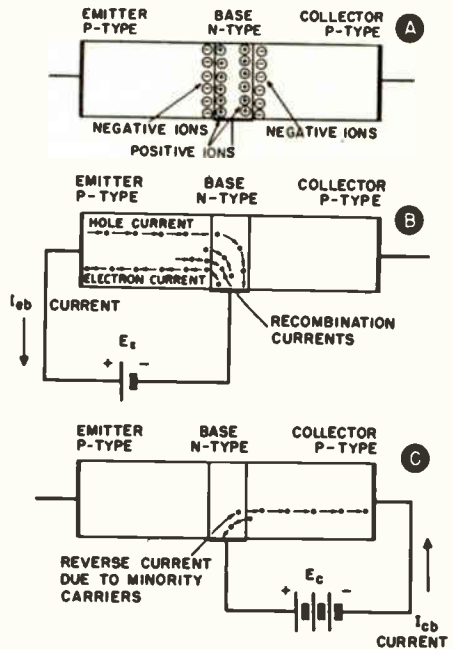 EMITTER BASE COLLECTOR
P-TYPE N-TYPE P-TYPE
A
NEGATIVE IONS NEGATIVE IONS
POSITIVE IONS
EMITTER BASE COLLECTOR
P-TYPE N-TYPE P-TYPE
B
HOLE CURRENT
ELECTRON CURRENT
Ieb CURRENT
RECOMBINATION
CURRENTS
EE
+ -
EMITTER BASE COLLECTOR
P-TYPE N-TYPE P-TYPE
C
REVERSE CURRENT
DUE TO MINORITY
CARRIERS
EC
+ -
Icb
CURRENT